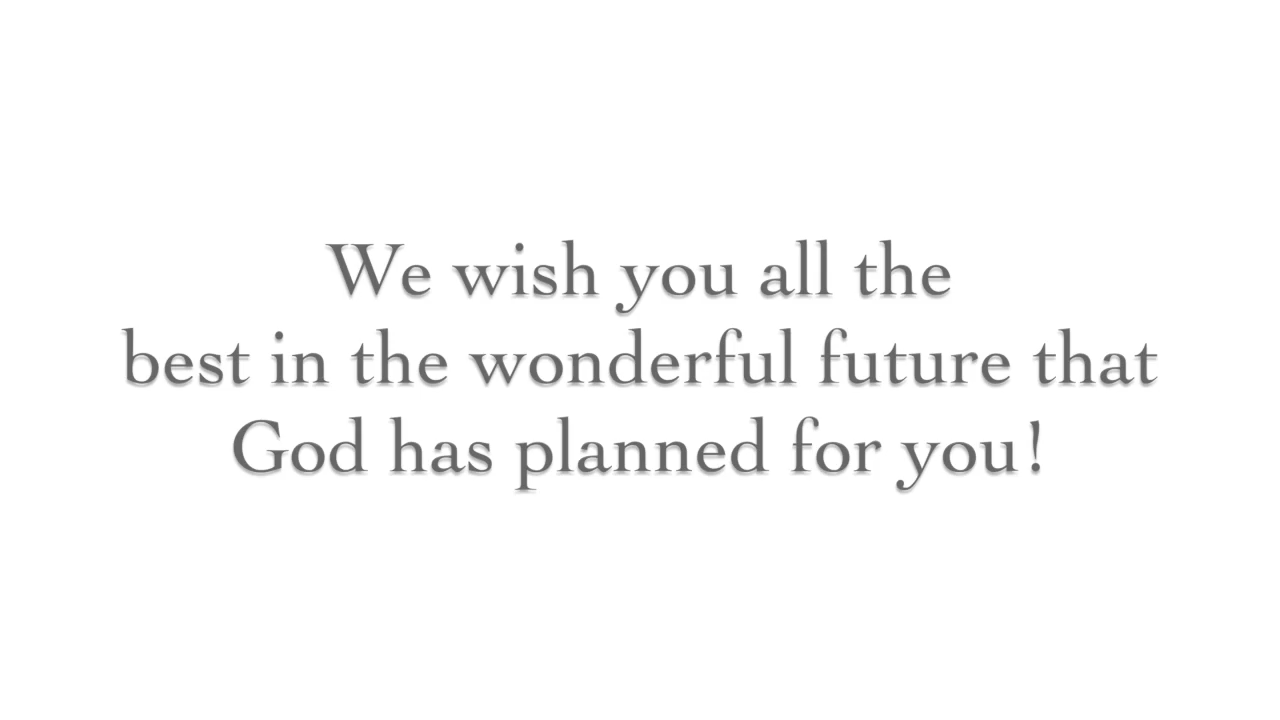 We wish you all the
best in the wonderful future that
God has planned for you!